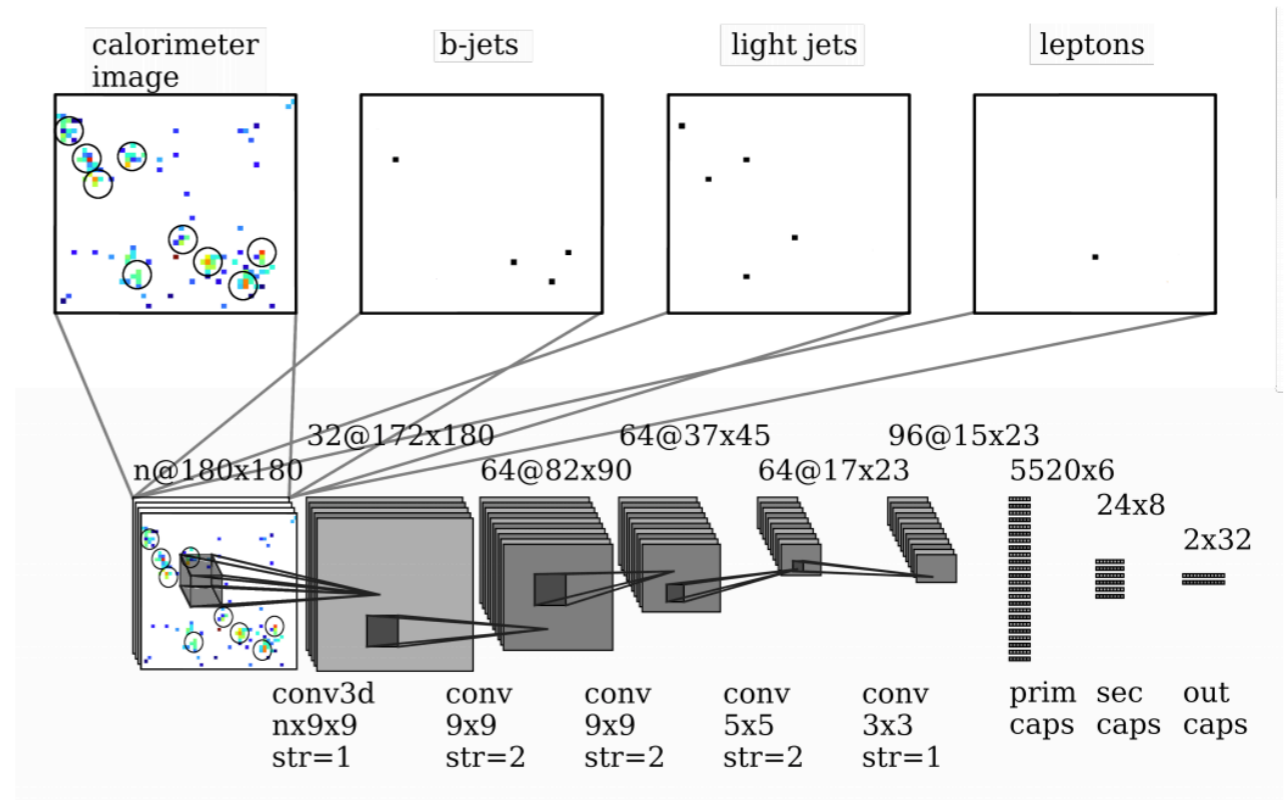 calorimeter
image
b-jets
light jets
leptons
32@172x180
64@37x45
96@15x23
n@180x180
64@82x90
64@17x23
5520x6
24x8
2x32
conv3d
nx9x9
str=1
conv
9x9
str=2
conv
9x9
str=2
conv
5x5
str=2
conv
3x3
str=1
prim
caps
sec
caps
out
caps